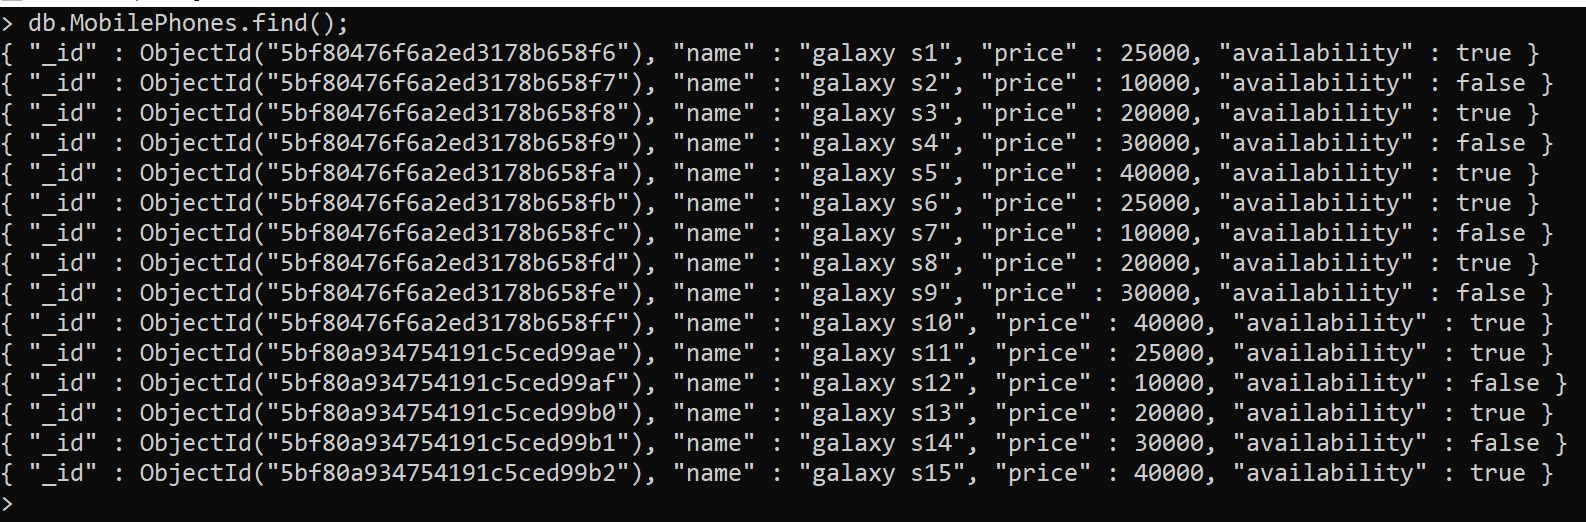 > db.MobilePhones.find();
{ "_id" : ObjectId("5bf80476f6a2ed3178b658f6"), "name" : "galaxy s1", "price" : 25000, "availability" : true }
{ "_id" : ObjectId("5bf80476f6a2ed3178b658f7"), "name" : "galaxy s2", "price" : 10000, "availability" : false }
{ "_id" : ObjectId("5bf80476f6a2ed3178b658f8"), "name" : "galaxy s3", "price" : 20000, "availability" : true }
{ "_id" : ObjectId("5bf80476f6a2ed3178b658f9"), "name" : "galaxy s4", "price" : 30000, "availability" : false }
{ "_id" : ObjectId("5bf80476f6a2ed3178b658fa"), "name" : "galaxy s5", "price" : 40000, "availability" : true }
{ "_id" : ObjectId("5bf80476f6a2ed3178b658fb"), "name" : "galaxy s6", "price" : 25000, "availability" : true }
{ "_id" : ObjectId("5bf80476f6a2ed3178b658fc"), "name" : "galaxy s7", "price" : 10000, "availability" : false }
{ "_id" : ObjectId("5bf80476f6a2ed3178b658fd"), "name" : "galaxy s8", "price" : 20000, "availability" : true }
{ "_id" : ObjectId("5bf80476f6a2ed3178b658fe"), "name" : "galaxy s9", "price" : 30000, "availability" : false }
{ "_id" : ObjectId("5bf80476f6a2ed3178b658ff"), "name" : "galaxy s10", "price" : 40000, "availability" : true }
{ "_id" : ObjectId("5bf80a934754191c5ced99ae"), "name" : "galaxy s11", "price" : 25000, "availability" : true }
{ "_id" : ObjectId("5bf80a934754191c5ced99af"), "name" : "galaxy s12", "price" : 10000, "availability" : false }
{ "_id" : ObjectId("5bf80a934754191c5ced99b0"), "name" : "galaxy s13", "price" : 20000, "availability" : true }
{ "_id" : ObjectId("5bf80a934754191c5ced99b1"), "name" : "galaxy s14", "price" : 30000, "availability" : false }
{ "_id" : ObjectId("5bf80a934754191c5ced99b2"), "name" : "galaxy s15", "price" : 40000, "availability" : true }
>